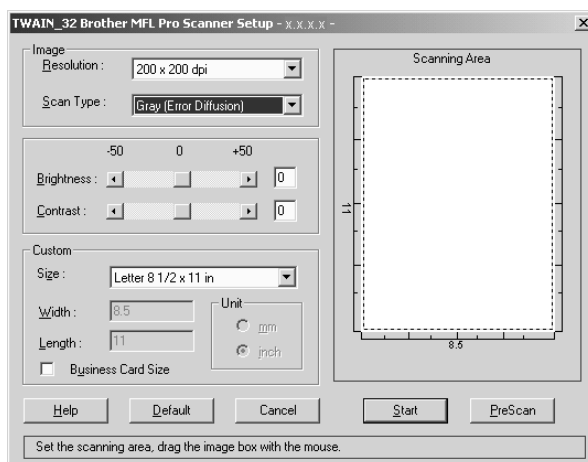 TWAIN_32 Brother MFL Pro Scanner Setup - x.x.x.x -
Image
Resolution : 200 x 200 dpi
Scan Type : Gray (Error Diffusion)
-50 0 +50
Brightness : 0
Contrast : 0
Custom
Size : Letter 8 1/2 x 11 in
Width : 8.5
Length : 11
Unit
mm
inch
Business Card Size
Scanning Area
11
8.5
Help Default Cancel Start PreScan
Set the scanning area, drag the image box with the mouse.